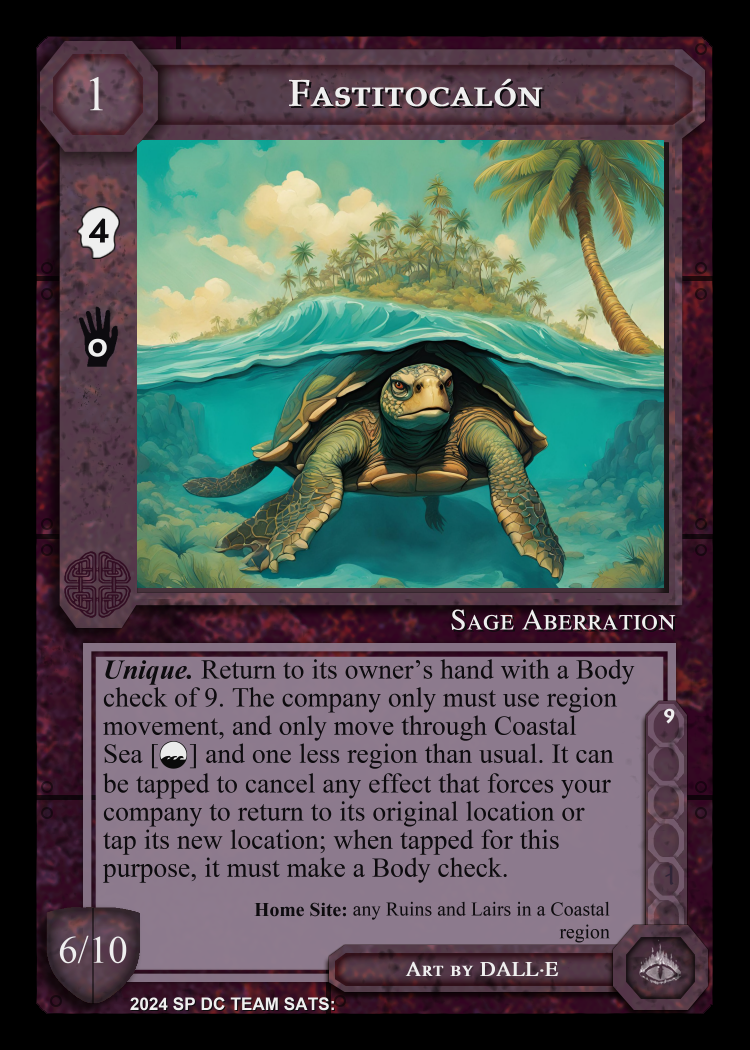 1
Fastitocalón
4
0
Sage Aberration
Unique. Return to its owner’s hand with a Body
check of 9. The company only must use region
movement, and only move through Coastal
Sea [ ] and one less region than usual. It can
be tapped to cancel any effect that forces your
company to return to its original location or
tap its new location; when tapped for this
purpose, it must make a Body check.
9
Home Site: any Ruins and Lairs in a Coastal
region
6/10
Art by DALL·E
2024 SP DC TEAM SATS: